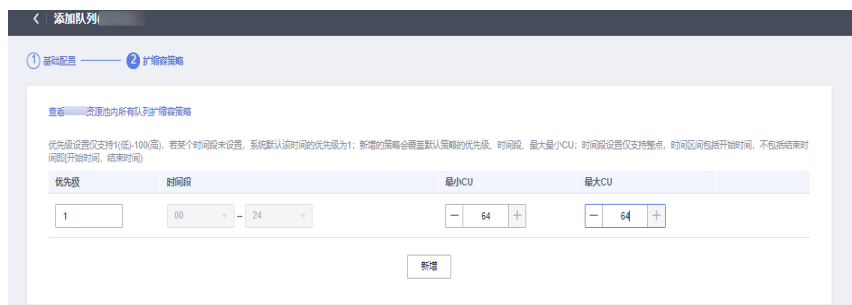 添加队列(
1 基础配置 2 扩缩容策略
查看 资源池内所有队列扩缩容策略
优先级设置仅支持1(低)-100(高)，若某个时间段未设置，系统默认该时间的优先级为1；新增的策略会覆盖默认策略的优先级、时间段、最大最小CU；时间段设置仅支持整点，时间区间包括开始时间，不包括结束时
间即[开始时间，结束时间)
优先级 时间段 最小CU 最大CU
1 00 -- 24 － 64 + － 64 +
新增